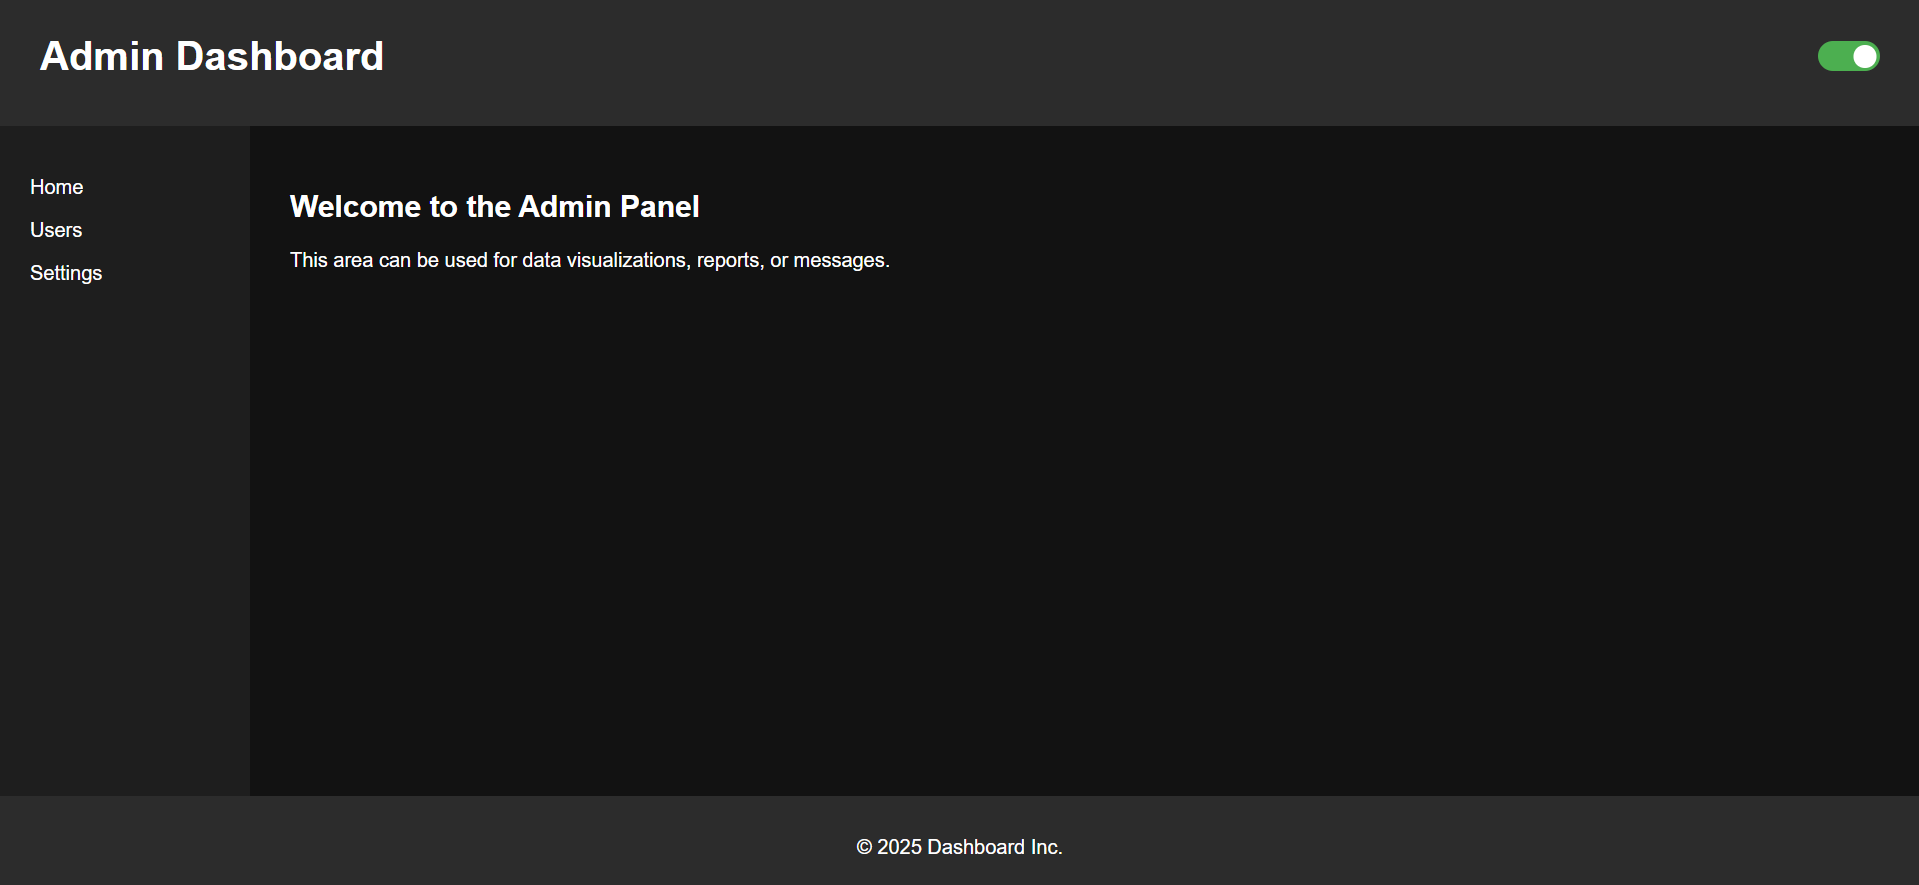 Admin Dashboard
Home
Users
Settings
Welcome to the Admin Panel
This area can be used for data visualizations, reports, or messages.
© 2025 Dashboard Inc.